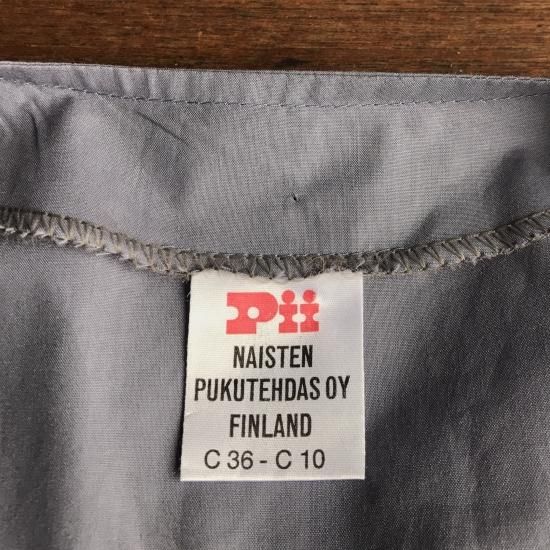 Pii
NAISTEN
PUKUTEHDAS OY
FINLAND
C 36 - C 10